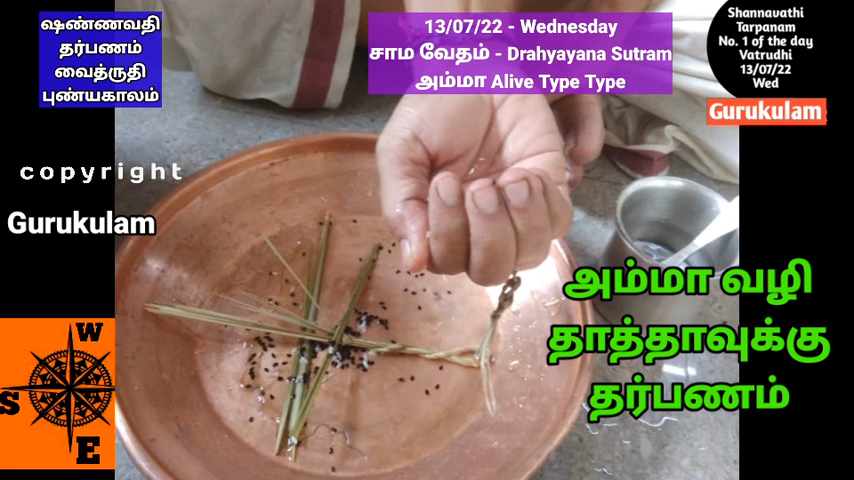 ஷண்ணவதி
தர்பணம்
வைத்ருதி
புண்யகாலம்
13/07/22 - Wednesday
சாம வேதம் - Drahyayana Sutram
அம்மா Alive Type Type
Shannavathi
Tarpanam
No. 1 of the day
Vatrudhi
13/07/22
Wed
Gurukulam
copyright
Gurukulam
அம்மா வழி
தாத்தாவுக்கு
தர்பணம்
W
S
E